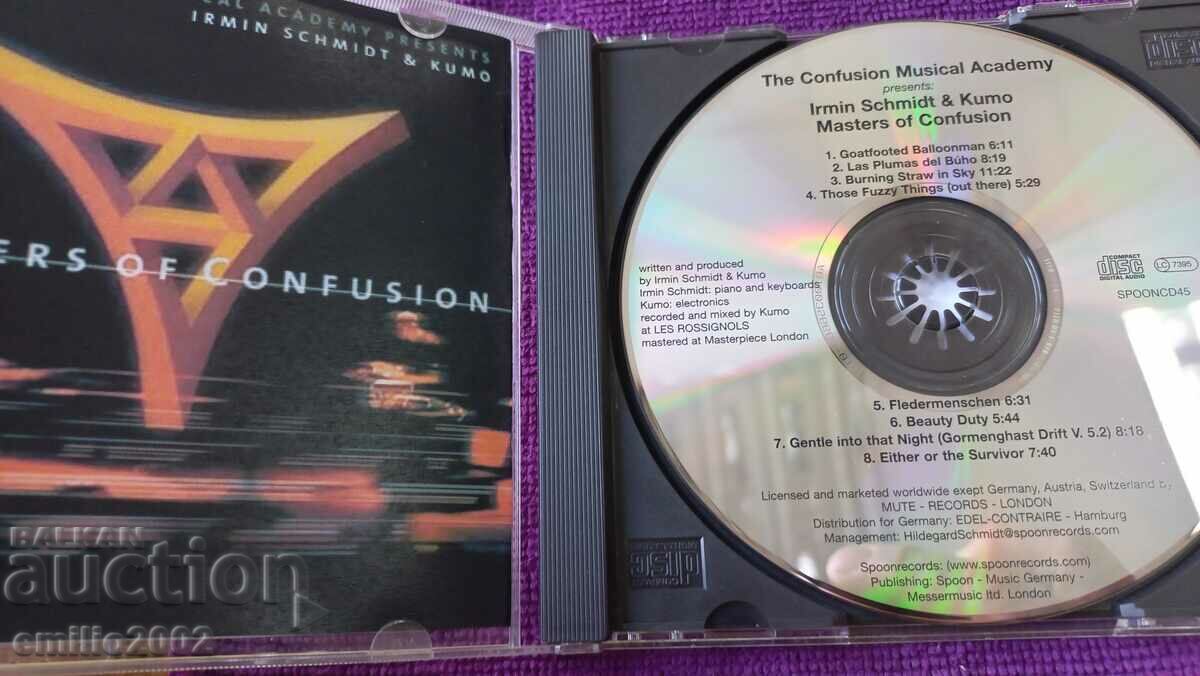 ACADEMY PRESENTS
IRMIN SCHMIDT & KUMO
ERS OF CONFUSION
BALKAN
auction
emilio2002
The Confusion Musical Academy
presents:
Irmin Schmidt & Kumo
Masters of Confusion
1. Goatfooted Balloonman 6:11
2. Las Plumas del Búho 8:19
3. Burning Straw in Sky 11:22
4. Those Fuzzy Things (out there) 5:29
written and produced
by Irmin Schmidt & Kumo
Irmin Schmidt: piano and keyboards
Kumo: electronics
recorded and mixed by Kumo
at LES ROSSIGNOLS
mastered at Masterpiece London
COMPACT
disc
DIGITAL AUDIO
LC 7395
SPOONCD45
5. Fledermenschen 6:31
6. Beauty Duty 5:44
7. Gentle into that Night (Gormenghast Drift V. 5.2) 8:18
8. Either or the Survivor 7:40
Licensed and marketed worldwide exept Germany, Austria, Switzerland by
MUTE - RECORDS - LONDON
Distribution for Germany: EDEL-CONTRAIRE - Hamburg
Management: HildegardSchmidt@spoonrecords.com
Spoonrecords: (www.spoonrecords.com)
Publishing: Spoon - Music Germany -
Messermusic ltd. London